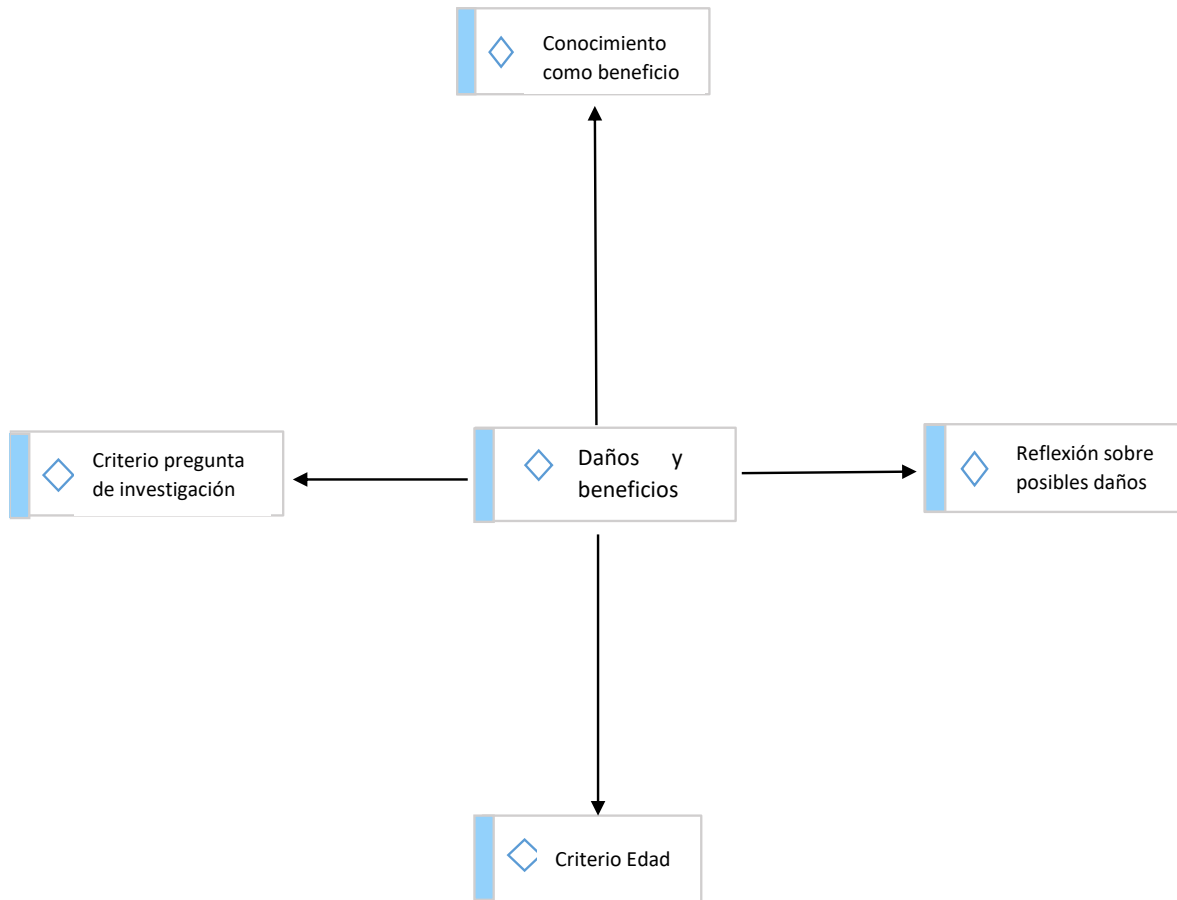 Conocimiento
como beneficio
Criterio pregunta
de investigación
Daños y
beneficios
Reflexión sobre
posibles daños
Criterio Edad